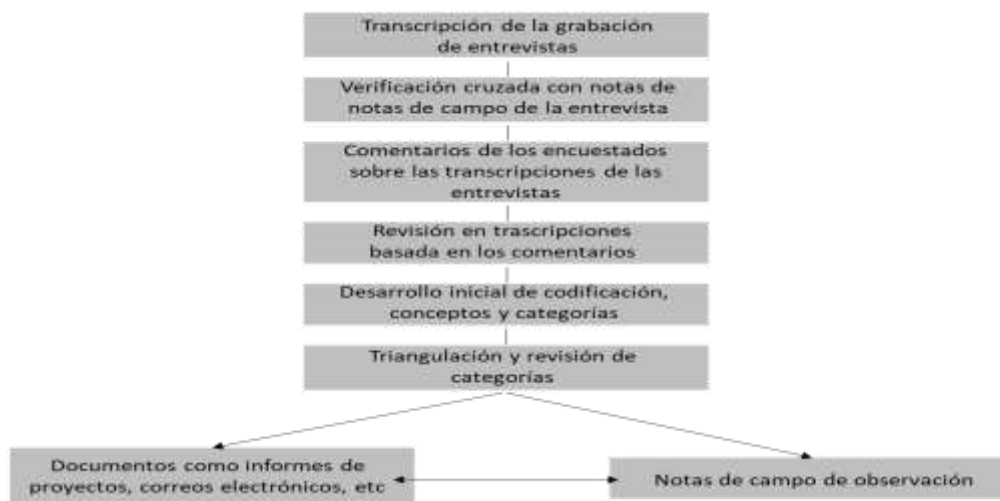 Transcripción de la grabación
de entrevistas
Verificación cruzada con notas de
notas de campo de la entrevista
Comentarios de los encuestados
sobre las transcripciones de las
entrevistas
Revisión en trascripciones
basada en los comentarios
Desarrollo inicial de codificación,
conceptos y categorías
Triangulación y revisión de
categorías
Documentos como informes de
proyectos, correos electrónicos, etc
Notas de campo de observación